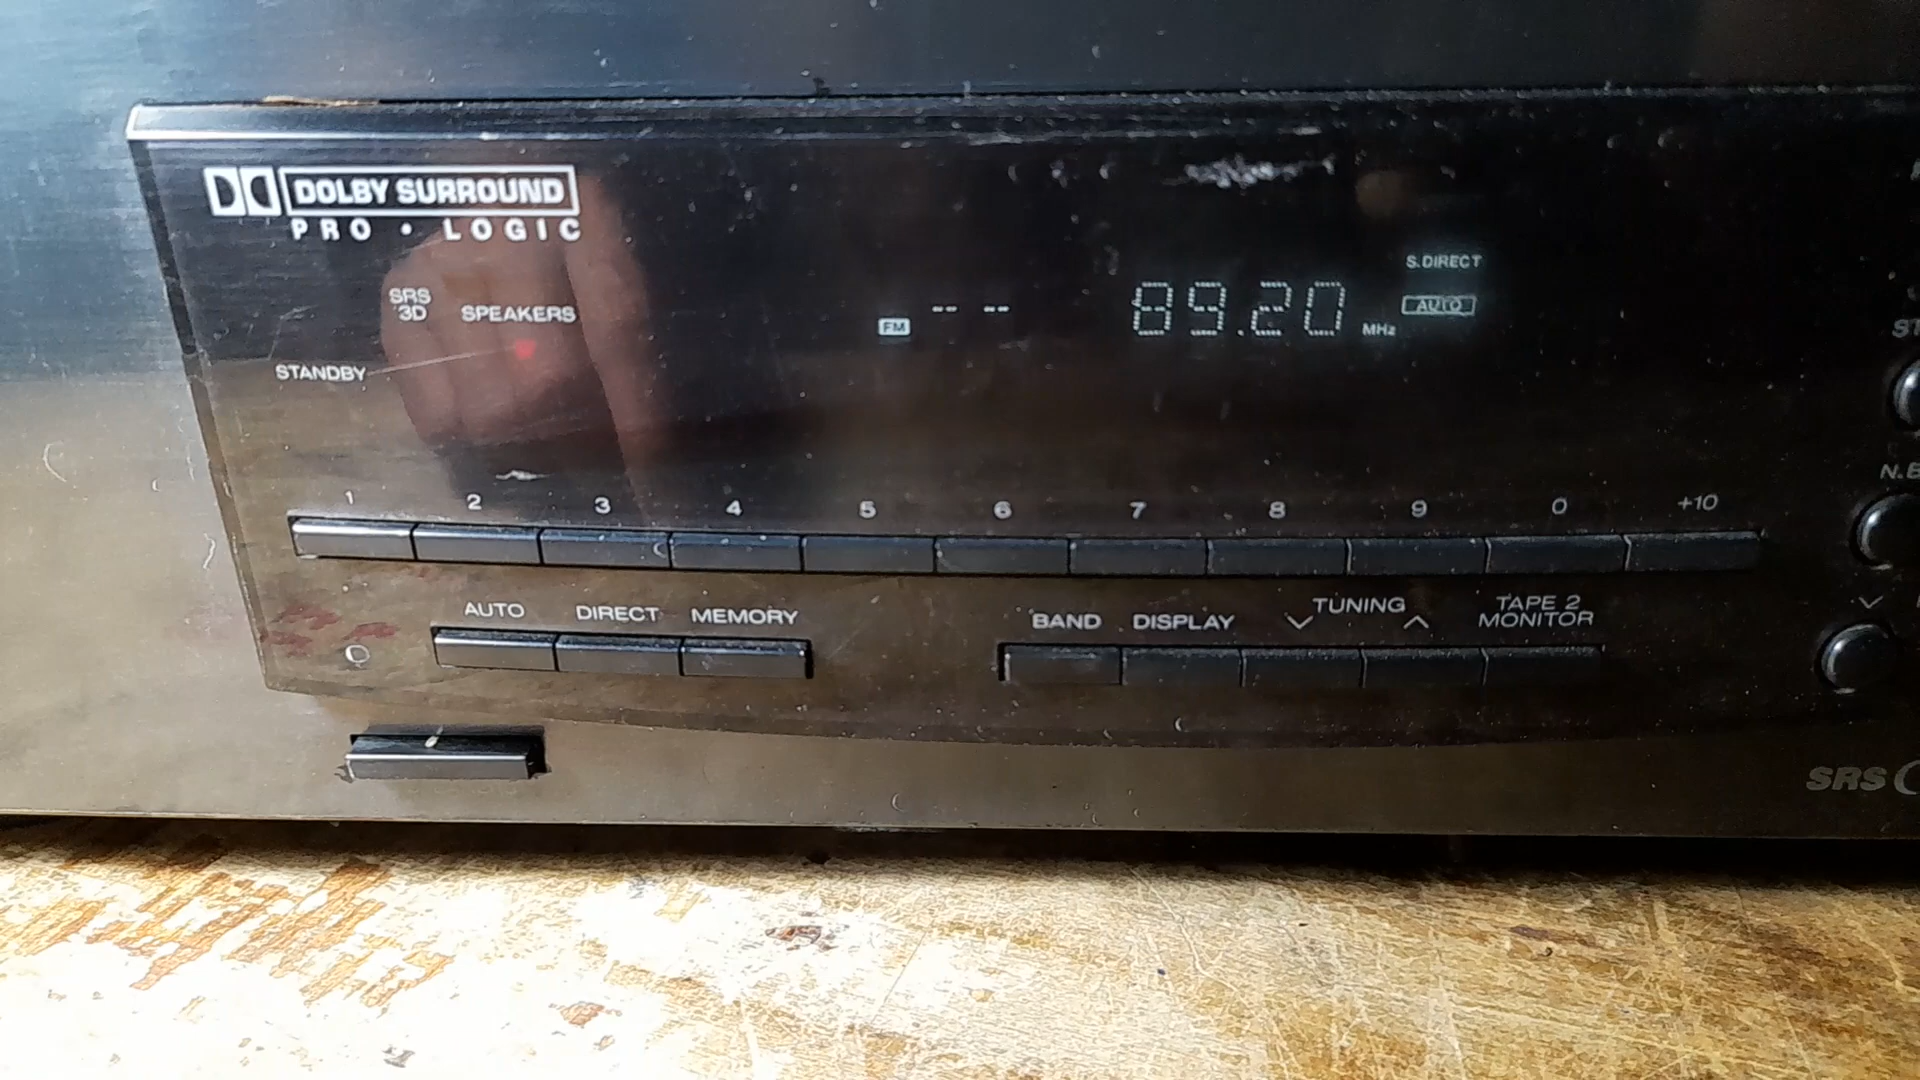 DOLBY SURROUND
PRO • LOGIC
S.DIRECT
SRS
3D
SPEAKERS
FM -- -- 89.20 MHz AUTO
STANDBY
1 2 3 4 5 6 7 8 9 0 +10
AUTO DIRECT MEMORY
BAND DISPLAY TUNING
TAPE 2
MONITOR
SRS